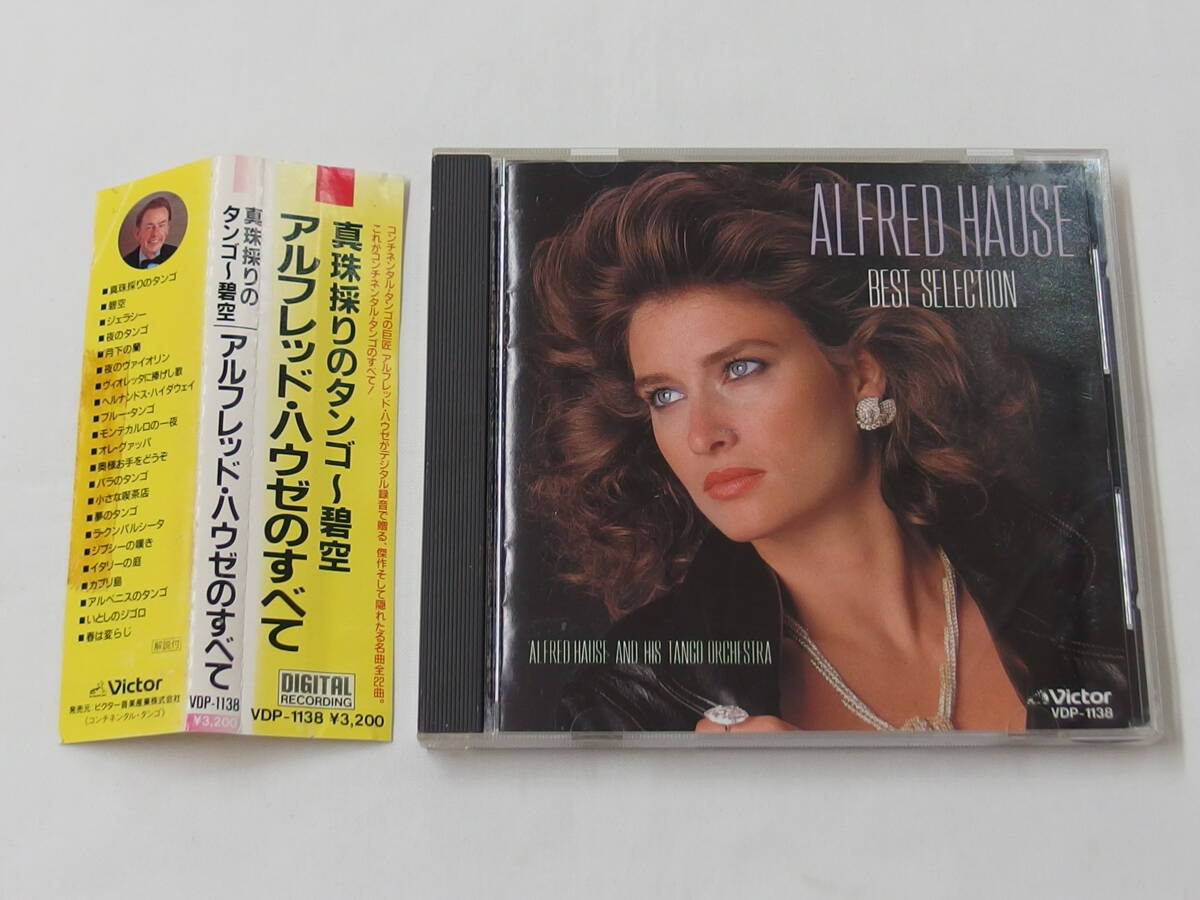 ■真珠採りのタンゴ
■碧空
■ジェラシー
■夜のタンゴ
■月下の蘭
■夜のヴァイオリン
■ヴィオレッタに捧げし歌
■ヘルナンドス・ハイダウェイ
■ブルー・タンゴ
■モンテカルロの一夜
■オレ・グァッパ
■奥様お手をどうぞ
■バラのタンゴ
■小さな喫茶店
■夢のタンゴ
■ラ・クンパルシータ
■ジプシーの嘆き
■イタリーの庭
■カプリ島
■アルベニスのタンゴ
■いとしのジゴロ
■春は変らじ
解説付
Victor
発売元：ビクター音楽産業株式会社
〈コンチネンタル・タンゴ〉
真珠採りの
タンゴ〜碧空
アルフレッド・ハウゼのすべて
VDP-1138
¥3,200
コンチネンタル・タンゴの巨匠 アルフレッド・ハウゼがデジタル録音で贈る、傑作そして隠れたる名曲全22曲。
これがコンチネンタル・タンゴのすべて！
真珠採りのタンゴ〜碧空
アルフレッド・ハウゼのすべて
DIGITAL
RECORDING
VDP-1138 ¥3,200
ALFRED HAUSE
BEST SELECTION
ALFRED HAUSE AND HIS TANGO ORCHESTRA
Victor
VDP-1138